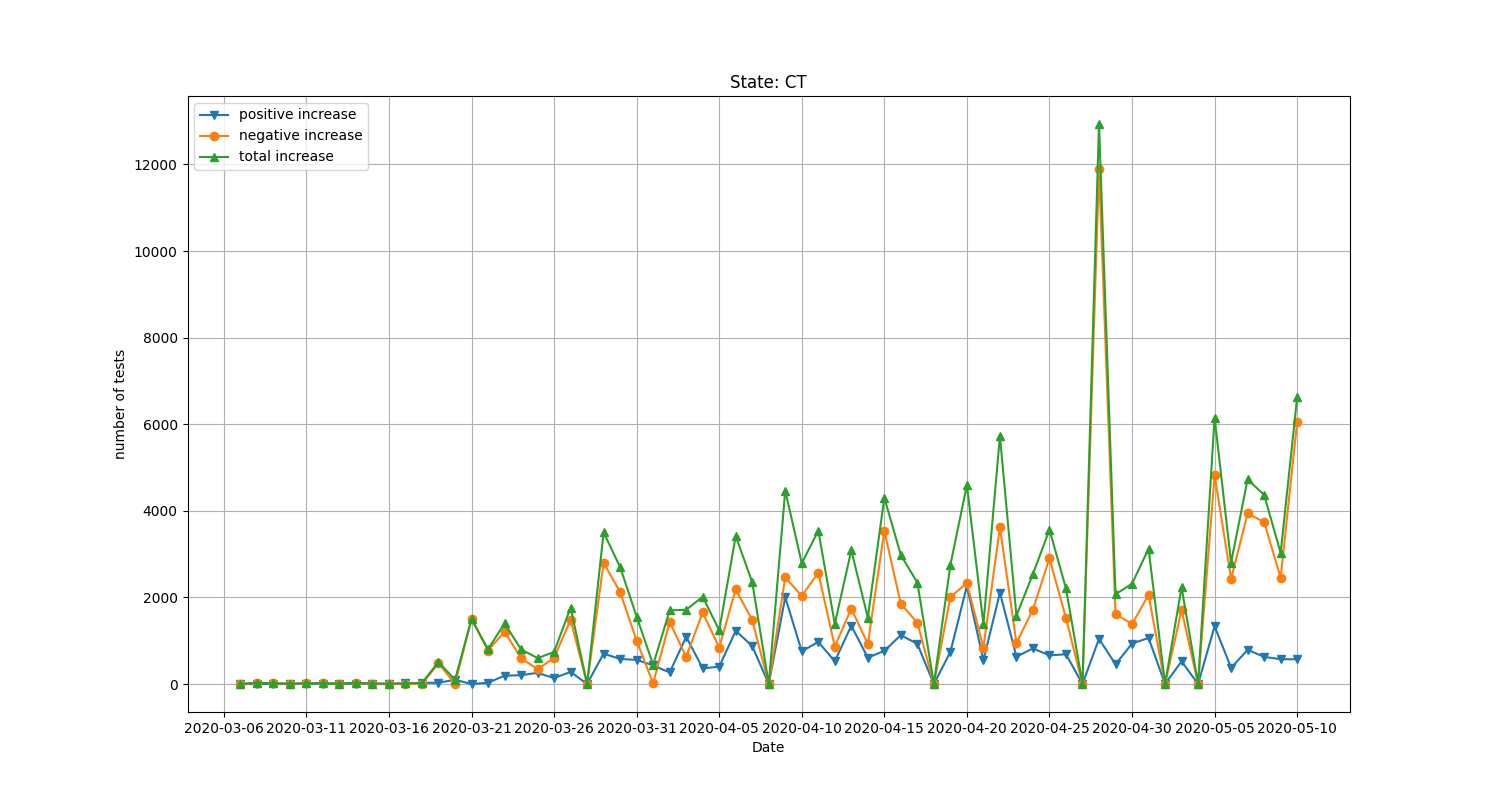 State: CT
positive increase
negative increase
total increase
12000
10000
8000
6000
4000
2000
0
number of tests
2020-03-06 2020-03-11 2020-03-16 2020-03-21 2020-03-26 2020-03-31 2020-04-05 2020-04-10 2020-04-15 2020-04-20 2020-04-25 2020-04-30 2020-05-05 2020-05-10
Date